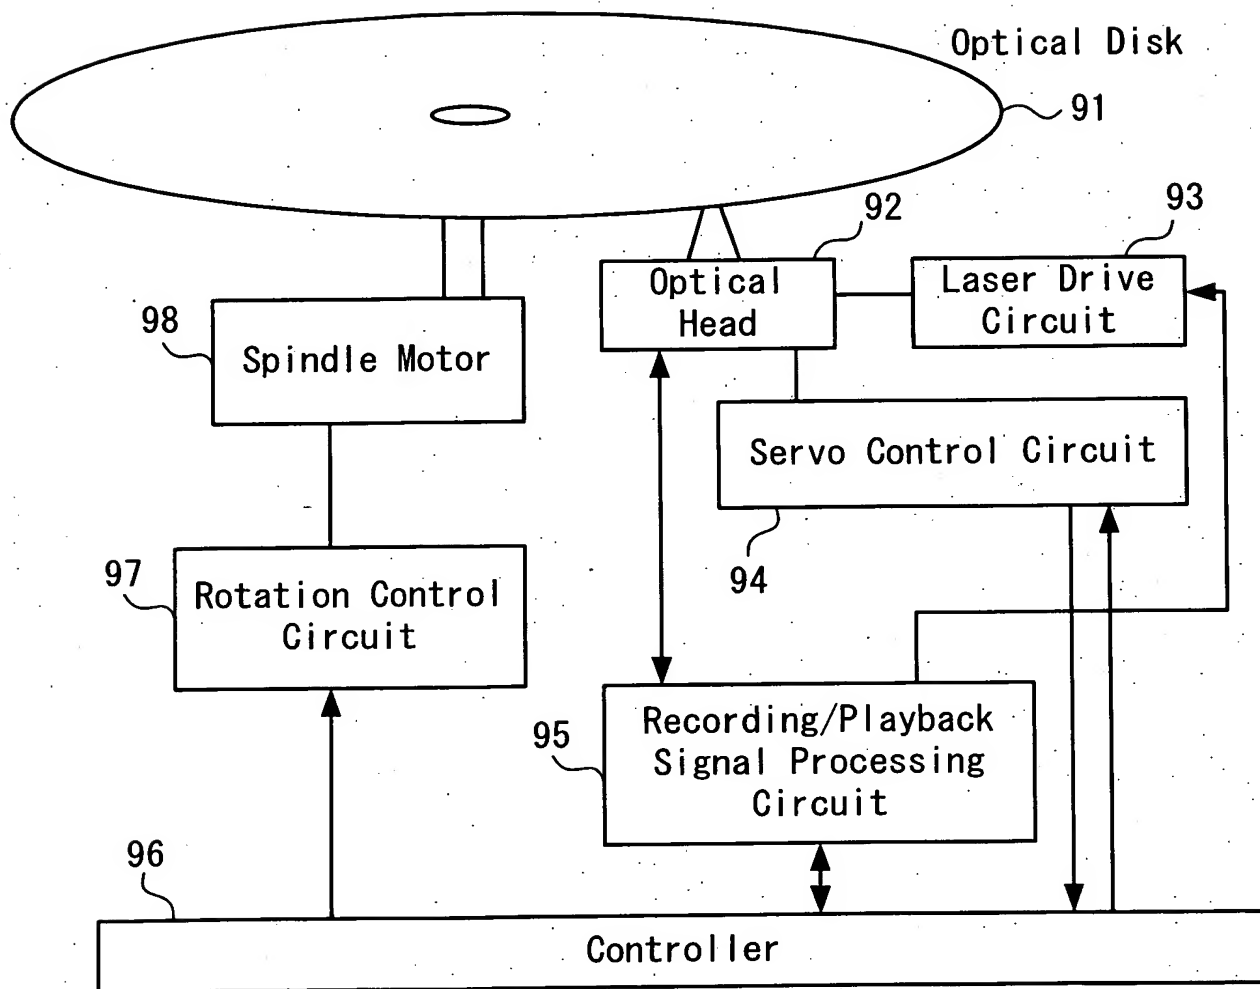 Optical Disk
91
92
93
Optical
Head
Laser Drive
Circuit
98
Spindle Motor
Servo Control Circuit
94
97
Rotation Control
Circuit
95
Recording/Playback
Signal Processing
Circuit
96
Controller